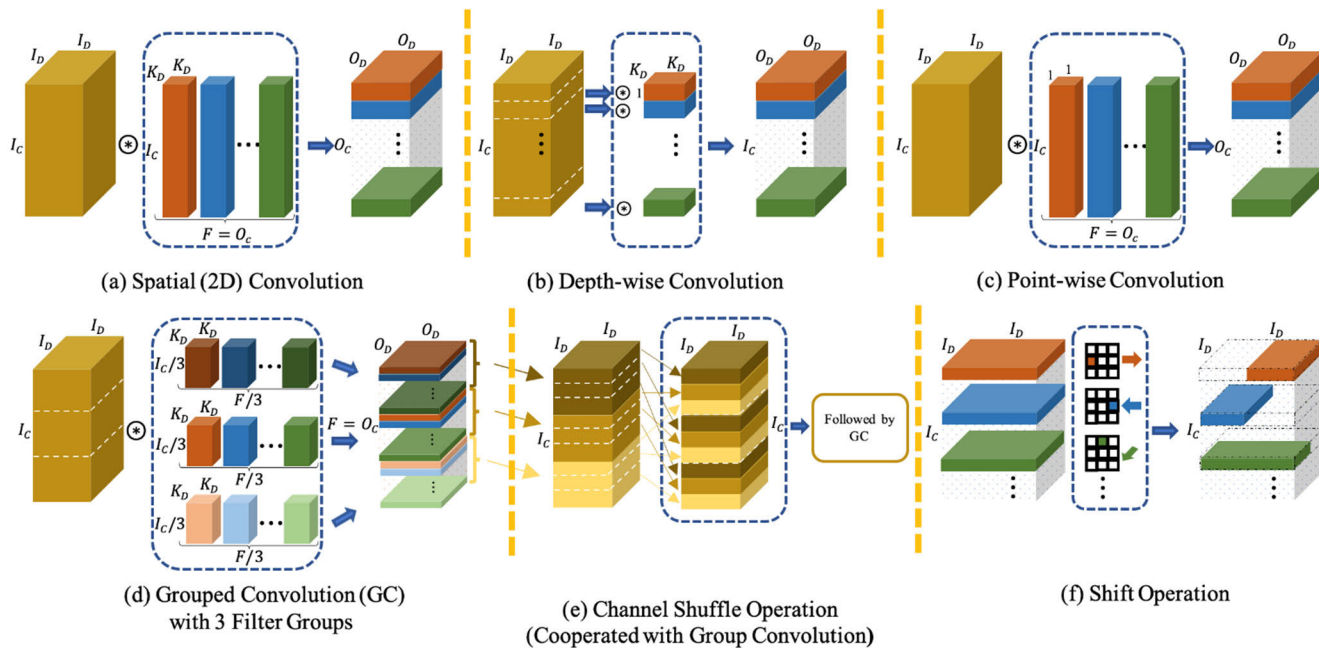 I_D
I_D
K_D
K_D
I_C
⊛
I_C
...
F = O_c
O_D
O_D
O_C
⋮
(a) Spatial (2D) Convolution
I_D
I_D
I_C
⋮
⊛
⊛
⊛
K_D
K_D
1
⋮
O_D
O_D
I_C
⋮
(b) Depth-wise Convolution
I_D
I_D
I_C
⊛
1
1
I_C
...
F = O_c
O_D
O_D
O_C
⋮
(c) Point-wise Convolution
I_D
I_D
I_C
⊛
K_D
K_D
I_C/3
...
F/3
K_D
K_D
I_C/3
...
F/3
K_D
K_D
I_C/3
...
F/3
F = O_C
O_D
O_D
⋮
⋮
⋮
(d) Grouped Convolution (GC)
with 3 Filter Groups
I_D
I_D
I_C
I_D
I_D
I_C
Followed by
GC
(e) Channel Shuffle Operation
(Cooperated with Group Convolution)
I_D
I_D
I_C
⋮
⋮
I_D
I_D
I_C
⋮
(f) Shift Operation